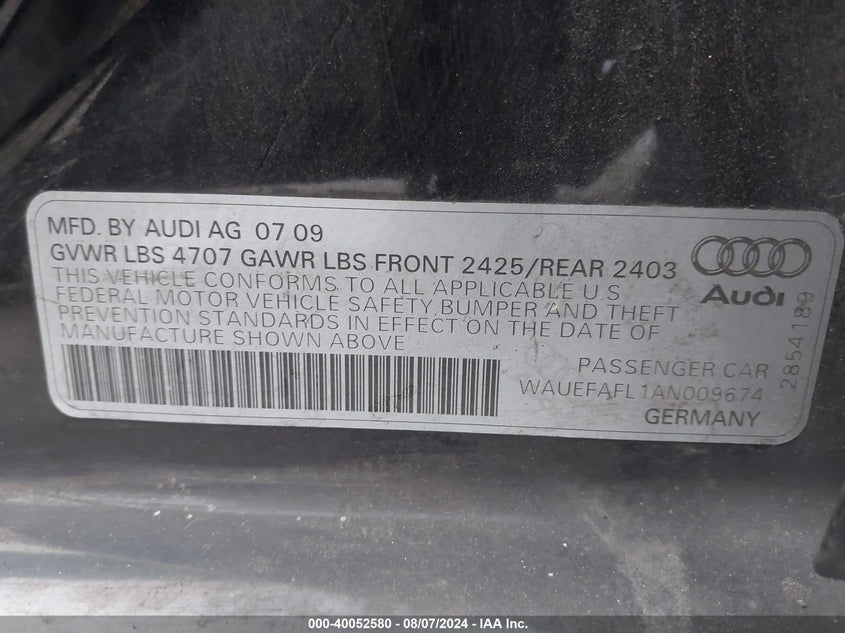 MFD. BY AUDI AG 07 09
GVWR LBS 4707 GAWR LBS FRONT 2425/REAR 2403
THIS VEHICLE CONFORMS TO ALL APPLICABLE U S
FEDERAL MOTOR VEHICLE SAFETY, BUMPER AND THEFT
PREVENTION STANDARDS IN EFFECT ON THE DATE OF
MANUFACTURE SHOWN ABOVE
Audi
2854189
PASSENGER CAR
WAUEFAFL1AN009674
GERMANY
000-40052580 - 08/07/2024 - IAA Inc.